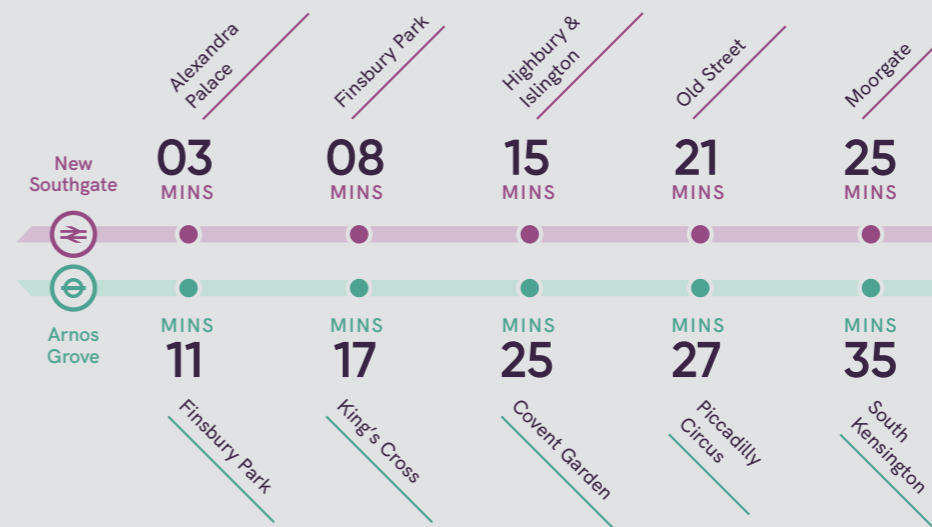 Alexandra
Palace
Finsbury Park
Highbury &
Islington
Old Street
Moorgate
New
Southgate
03
MINS
08
MINS
15
MINS
21
MINS
25
MINS
Arnos
Grove
MINS
11
MINS
17
MINS
25
MINS
27
MINS
35
Finsbury Park
King's Cross
Covent Garden
Piccadilly
Circus
South
Kensington